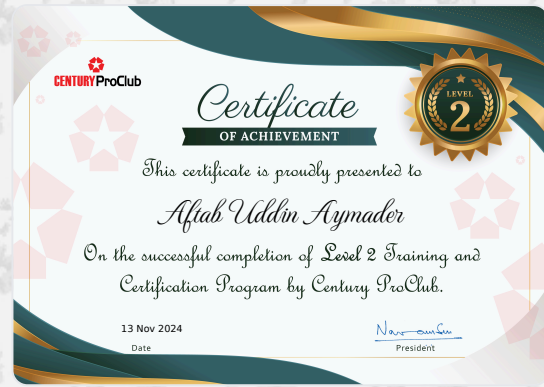 CENTURY ProClub
Certificate
OF ACHIEVEMENT
LEVEL
2
This certificate is proudly presented to
Aftab Uddin Aymader
On the successful completion of Level 2 Training and
Certification Program by Century ProClub.
13 Nov 2024
Date
President